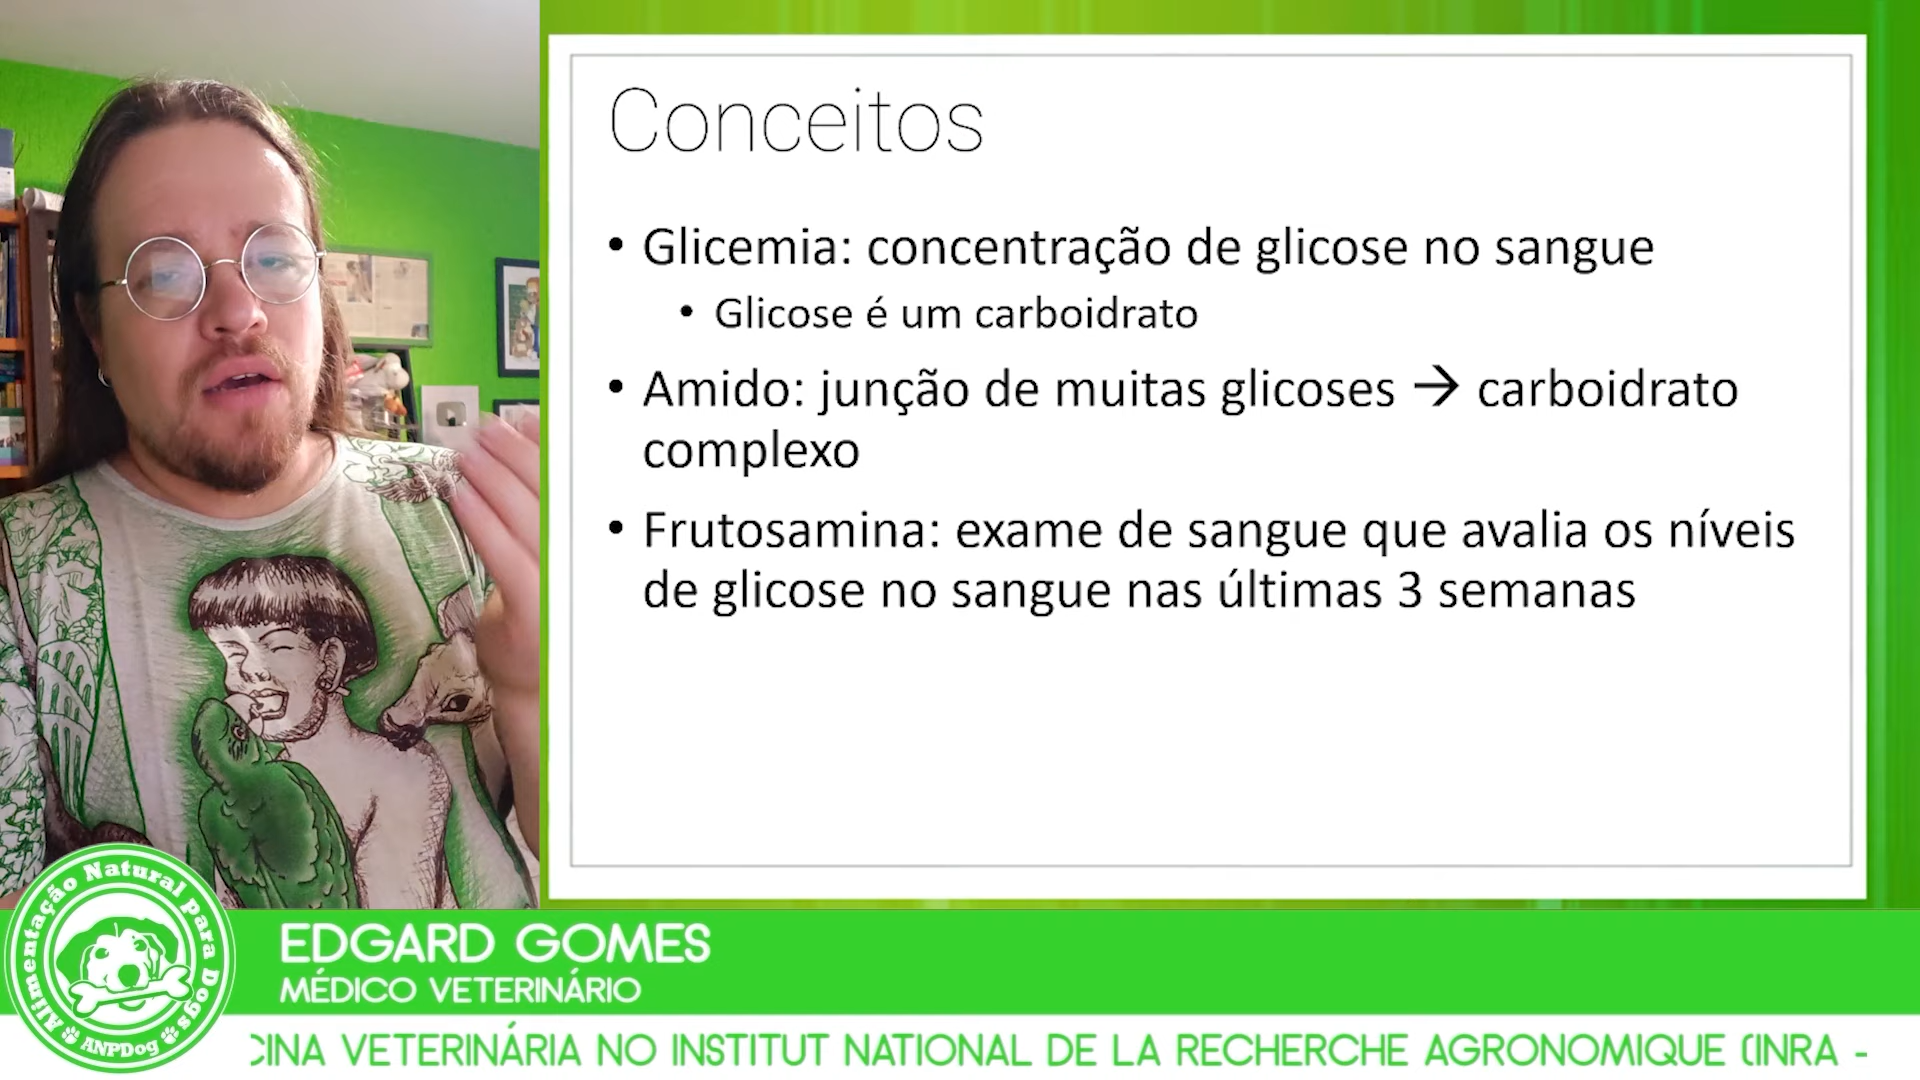 Conceitos
• Glicemia: concentração de glicose no sangue
• Glicose é um carboidrato
• Amido: junção de muitas glicoses → carboidrato
complexo
• Frutosamina: exame de sangue que avalia os níveis
de glicose no sangue nas últimas 3 semanas
Alimentação Natural para Dogs
ANPDog
EDGARD GOMES
MÉDICO VETERINÁRIO
CINA VETERINÁRIA NO INSTITUT NATIONAL DE LA RECHERCHE AGRONOMIQUE (INRA -